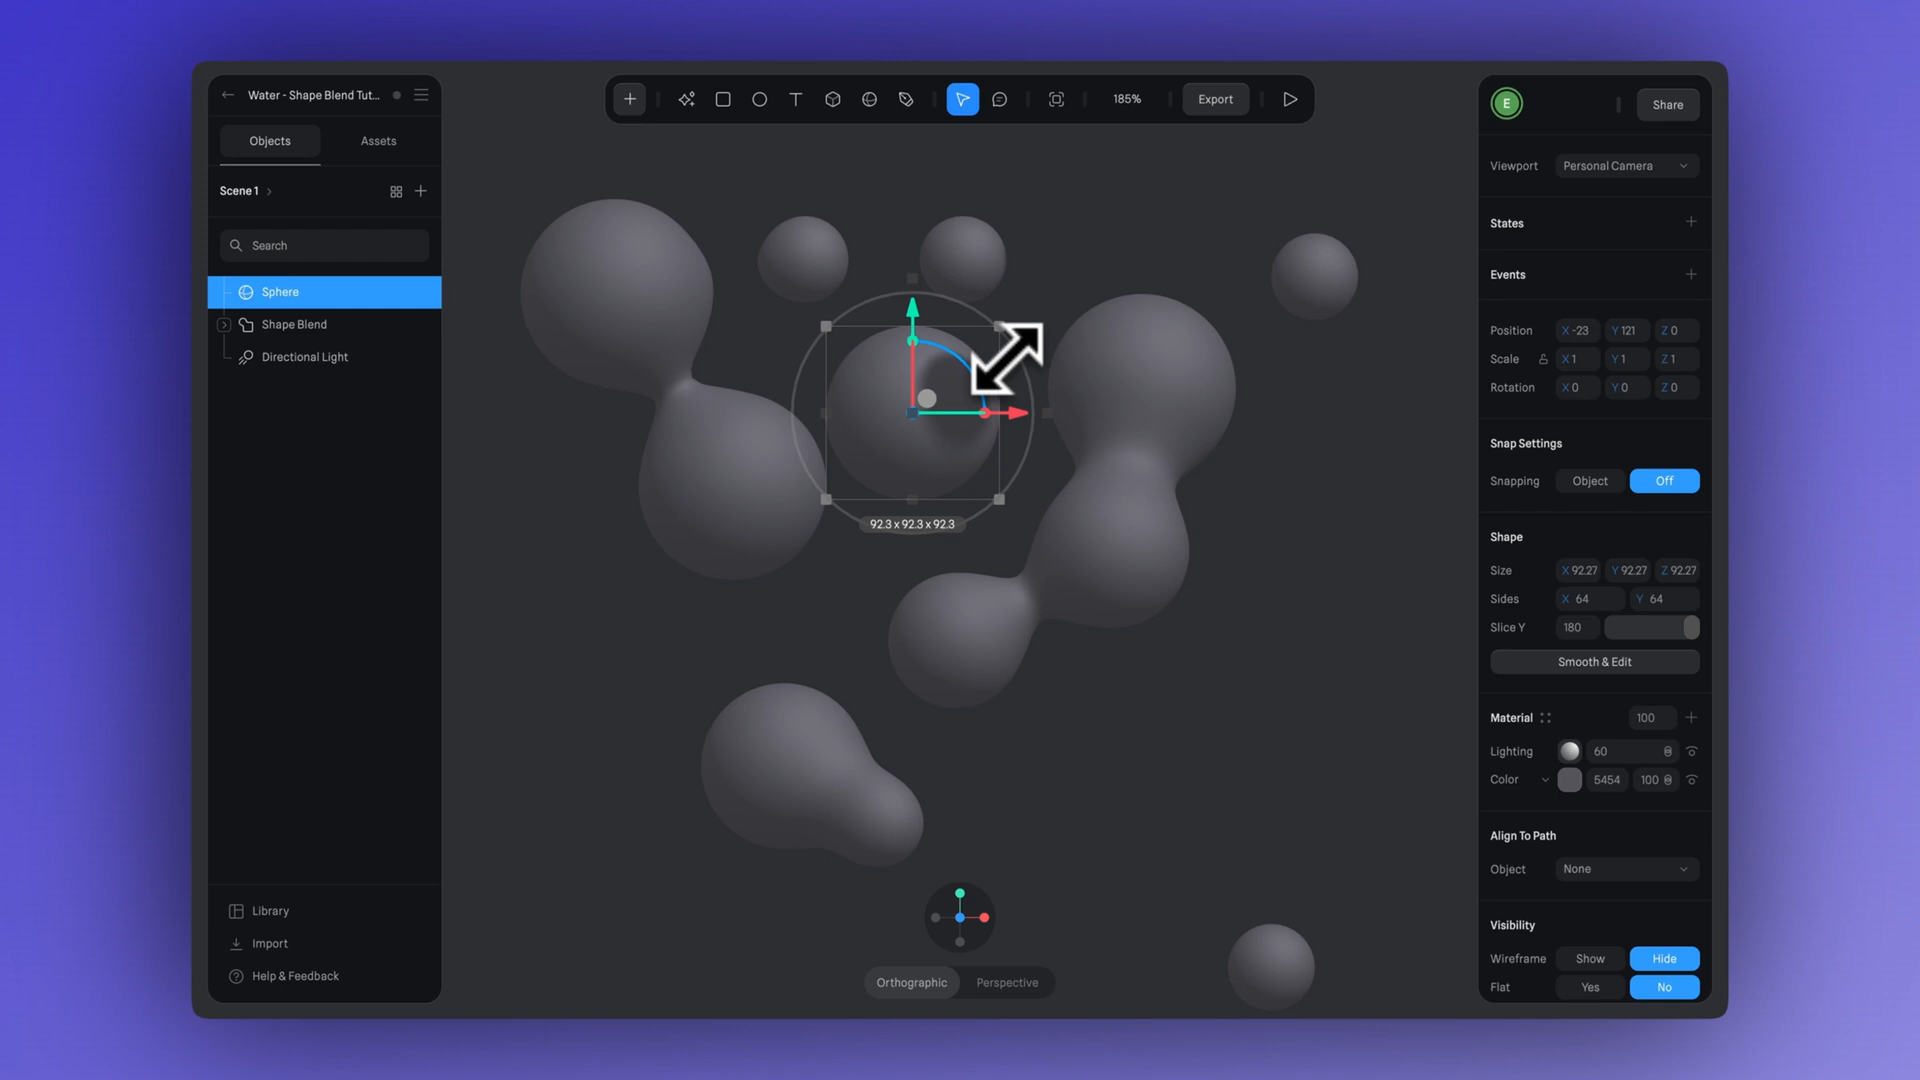 Water - Shape Blend Tut...
185%
Export
E
Share
Objects
Assets
Viewport
Personal Camera
Scene 1
States
Search
Events
Sphere
Shape Blend
Directional Light
Position X -23 Y 121 Z 0
Scale X 1 Y 1 Z 1
Rotation X 0 Y 0 Z 0
Snap Settings
Snapping Object Off
92.3 x 92.3 x 92.3
Shape
Size X 92.27 Y 92.27 Z 92.27
Sides X 64 Y 64
Slice Y 180
Smooth & Edit
Material 100
Lighting 60
Color 5454 100
Align To Path
Object None
Library
Import
Help & Feedback
Orthographic
Perspective
Visibility
Wireframe Show Hide
Flat Yes No